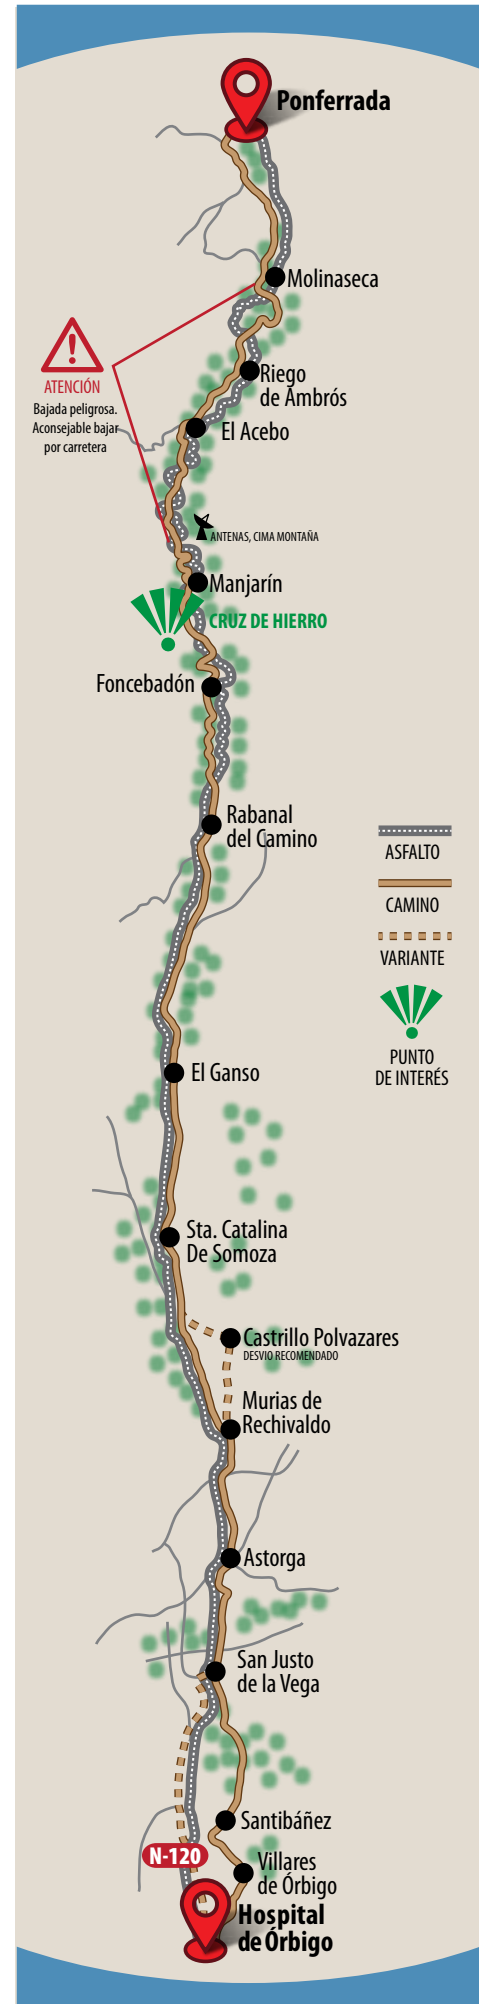 Ponferrada
Molinaseca
ATENCIÓN
Bajada peligrosa.
Aconsejable bajar
por carretera
Riego
de Ambrós
El Acebo
ANTENAS, CIMA MONTAÑA
Manjarín
CRUZ DE HIERRO
Foncebadón
Rabanal
del Camino
ASFALTO
CAMINO
VARIANTE
PUNTO
DE INTERÉS
El Ganso
Sta. Catalina
De Somoza
Castrillo Polvazares
DESVIO RECOMENDADO
Murias de
Rechivaldo
Astorga
San Justo
de la Vega
Santibáñez
N-120
Villares
de Órbigo
Hospital
de Órbigo